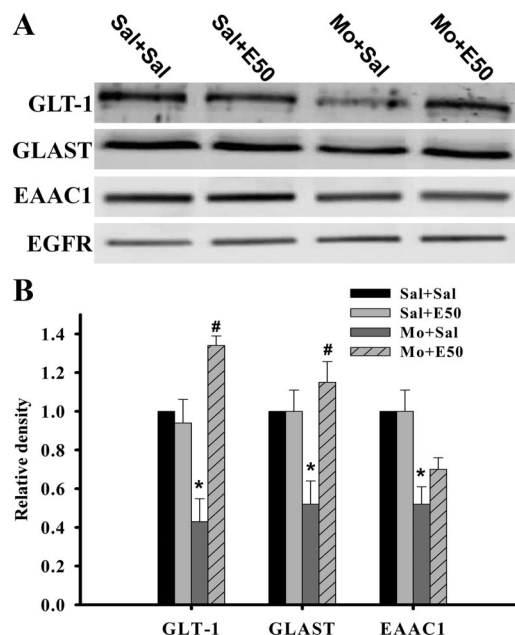 A
Sal+Sal Sal+E50 Mo+Sal Mo+E50
GLT-1
GLAST
EAAC1
EGFR
B
Sal+Sal
Sal+E50
Mo+Sal
Mo+E50
Relative density
1.4
1.2
1.0
0.8
0.6
0.4
0.2
0.0
* #
* #
*
GLT-1 GLAST EAAC1